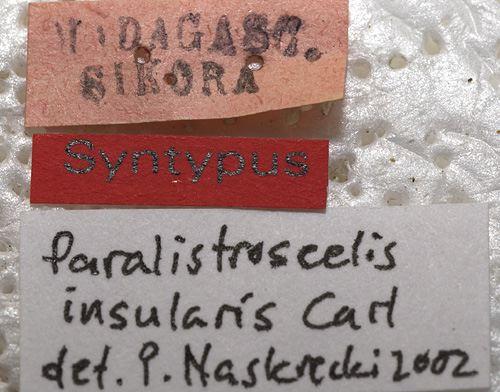 MADAGASC.
SIKORA
Syntypus
Paralistroscelis
insularis Carl
det. P. Naskrecki 2002